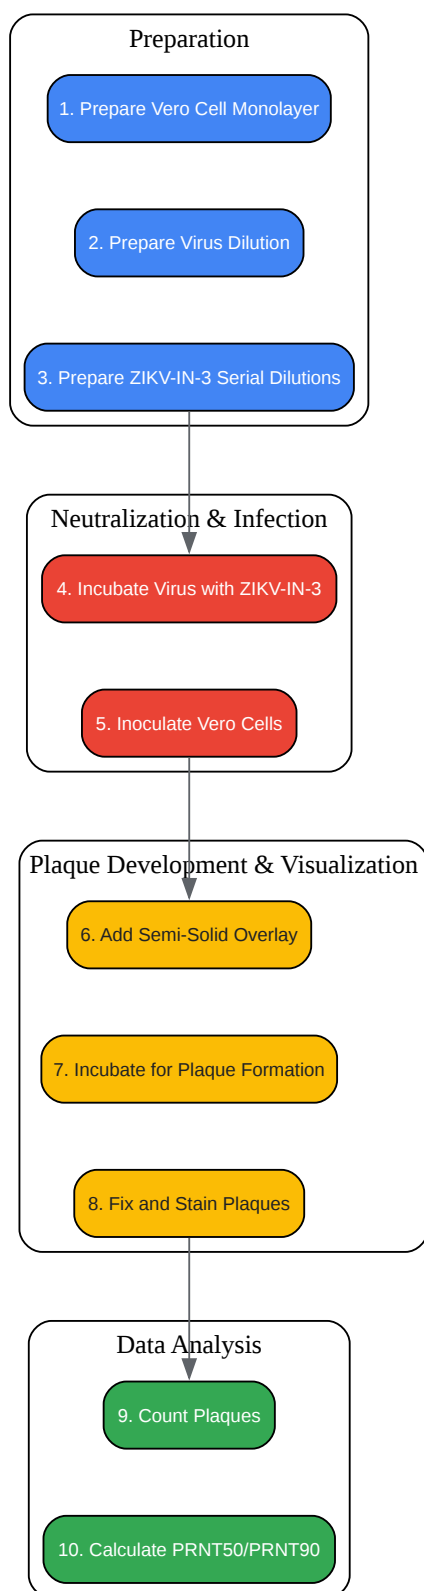 Preparation
1. Prepare Vero Cell Monolayer
2. Prepare Virus Dilution
3. Prepare ZIKV-IN-3 Serial Dilutions
Neutralization & Infection
4. Incubate Virus with ZIKV-IN-3
5. Inoculate Vero Cells
Plaque Development & Visualization
6. Add Semi-Solid Overlay
7. Incubate for Plaque Formation
8. Fix and Stain Plaques
Data Analysis
9. Count Plaques
10. Calculate PRNT50/PRNT90